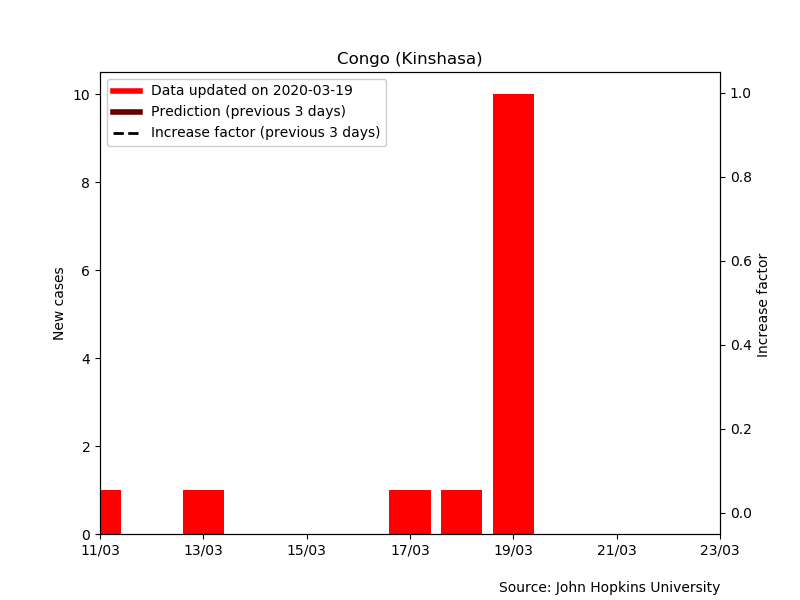 Congo (Kinshasa)
Data updated on 2020-03-19
Prediction (previous 3 days)
Increase factor (previous 3 days)
New cases
10
8
6
4
2
0
1.0
0.8
0.6
0.4
0.2
0.0
Increase factor
11/03 13/03 15/03 17/03 19/03 21/03 23/03
Source: John Hopkins University